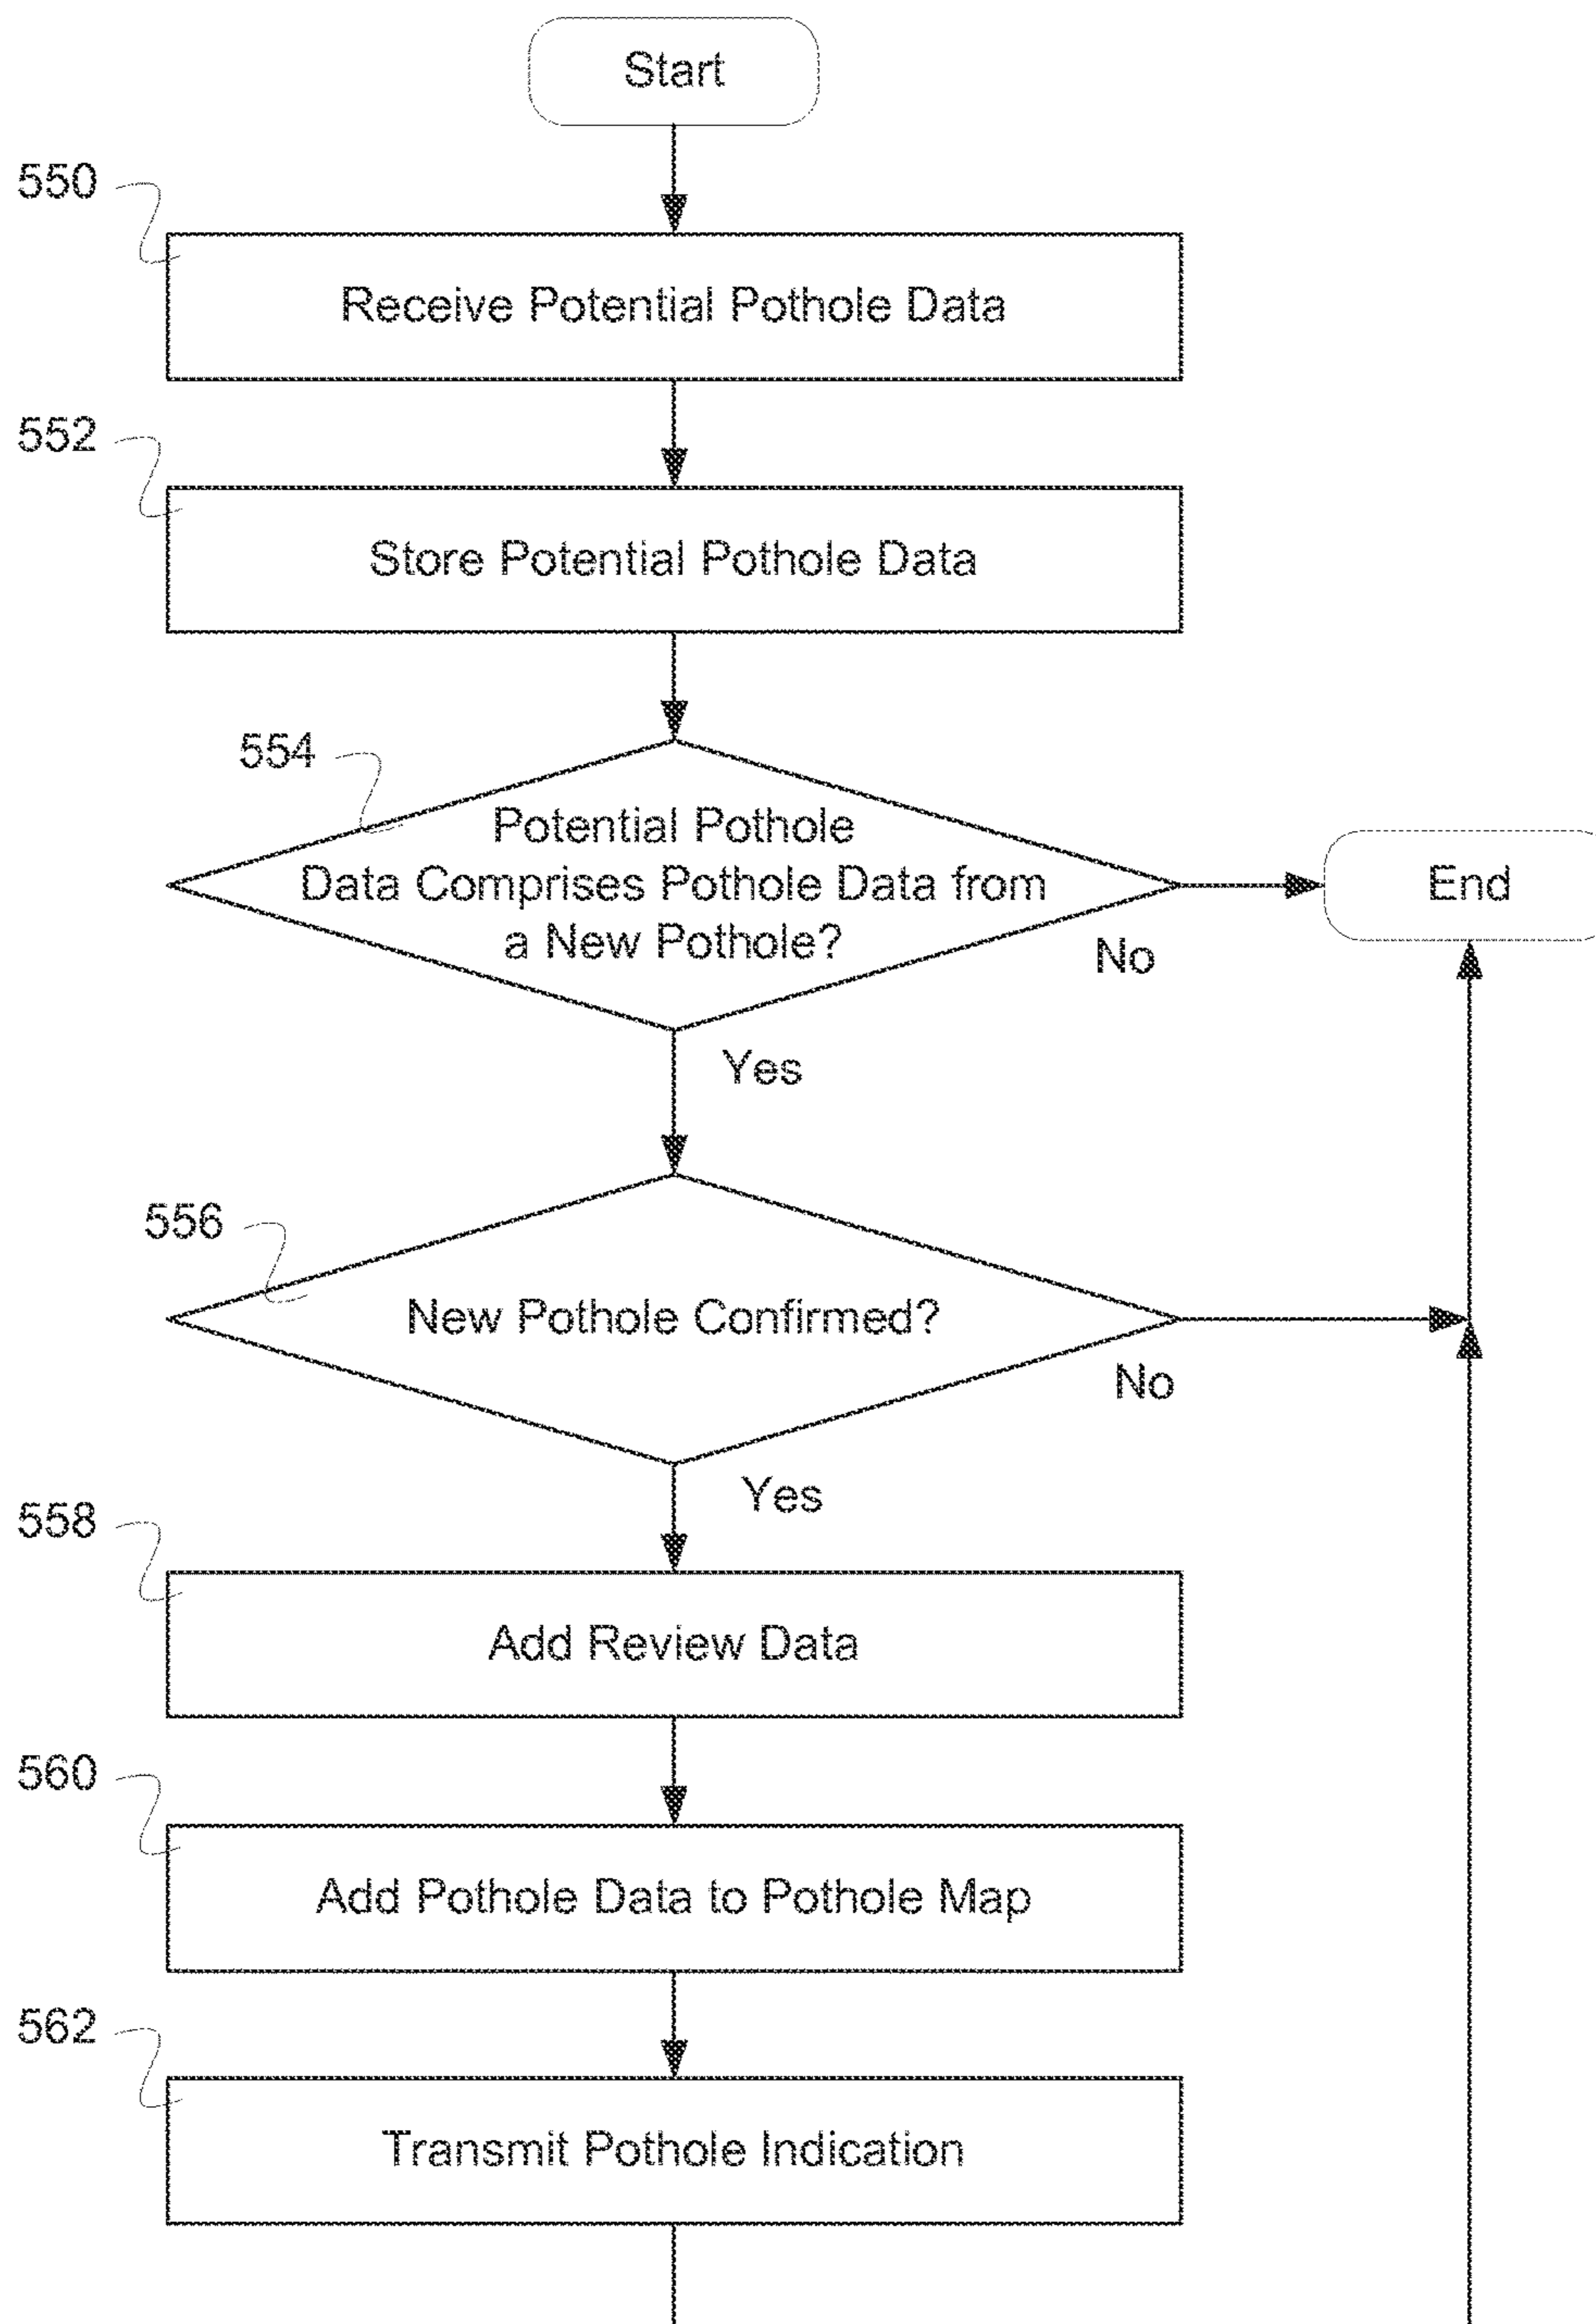 Start
550
Receive Potential Pothole Data
552
Store Potential Pothole Data
554
Potential Pothole
Data Comprises Pothole Data from
a New Pothole?
End
No
Yes
556
New Pothole Confirmed?
No
Yes
558
Add Review Data
560
Add Pothole Data to Pothole Map
562
Transmit Pothole Indication